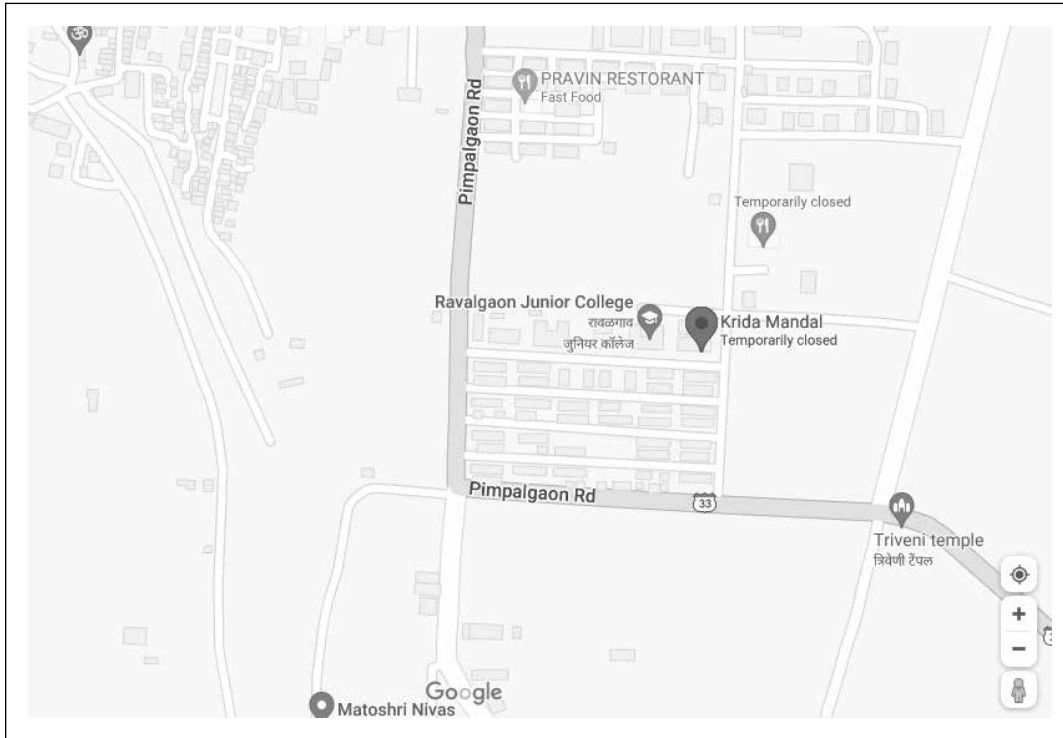 PRAVIN RESTORANT
Fast Food
Pimpalgaon Rd
Temporarily closed
Ravalgaon Junior College
रावळगाव
जुनियर कॉलेज
Krida Mandal
Temporarily closed
Pimpalgaon Rd
33
Triveni temple
त्रिवेणी टेंपल
Google
Matoshri Nivas